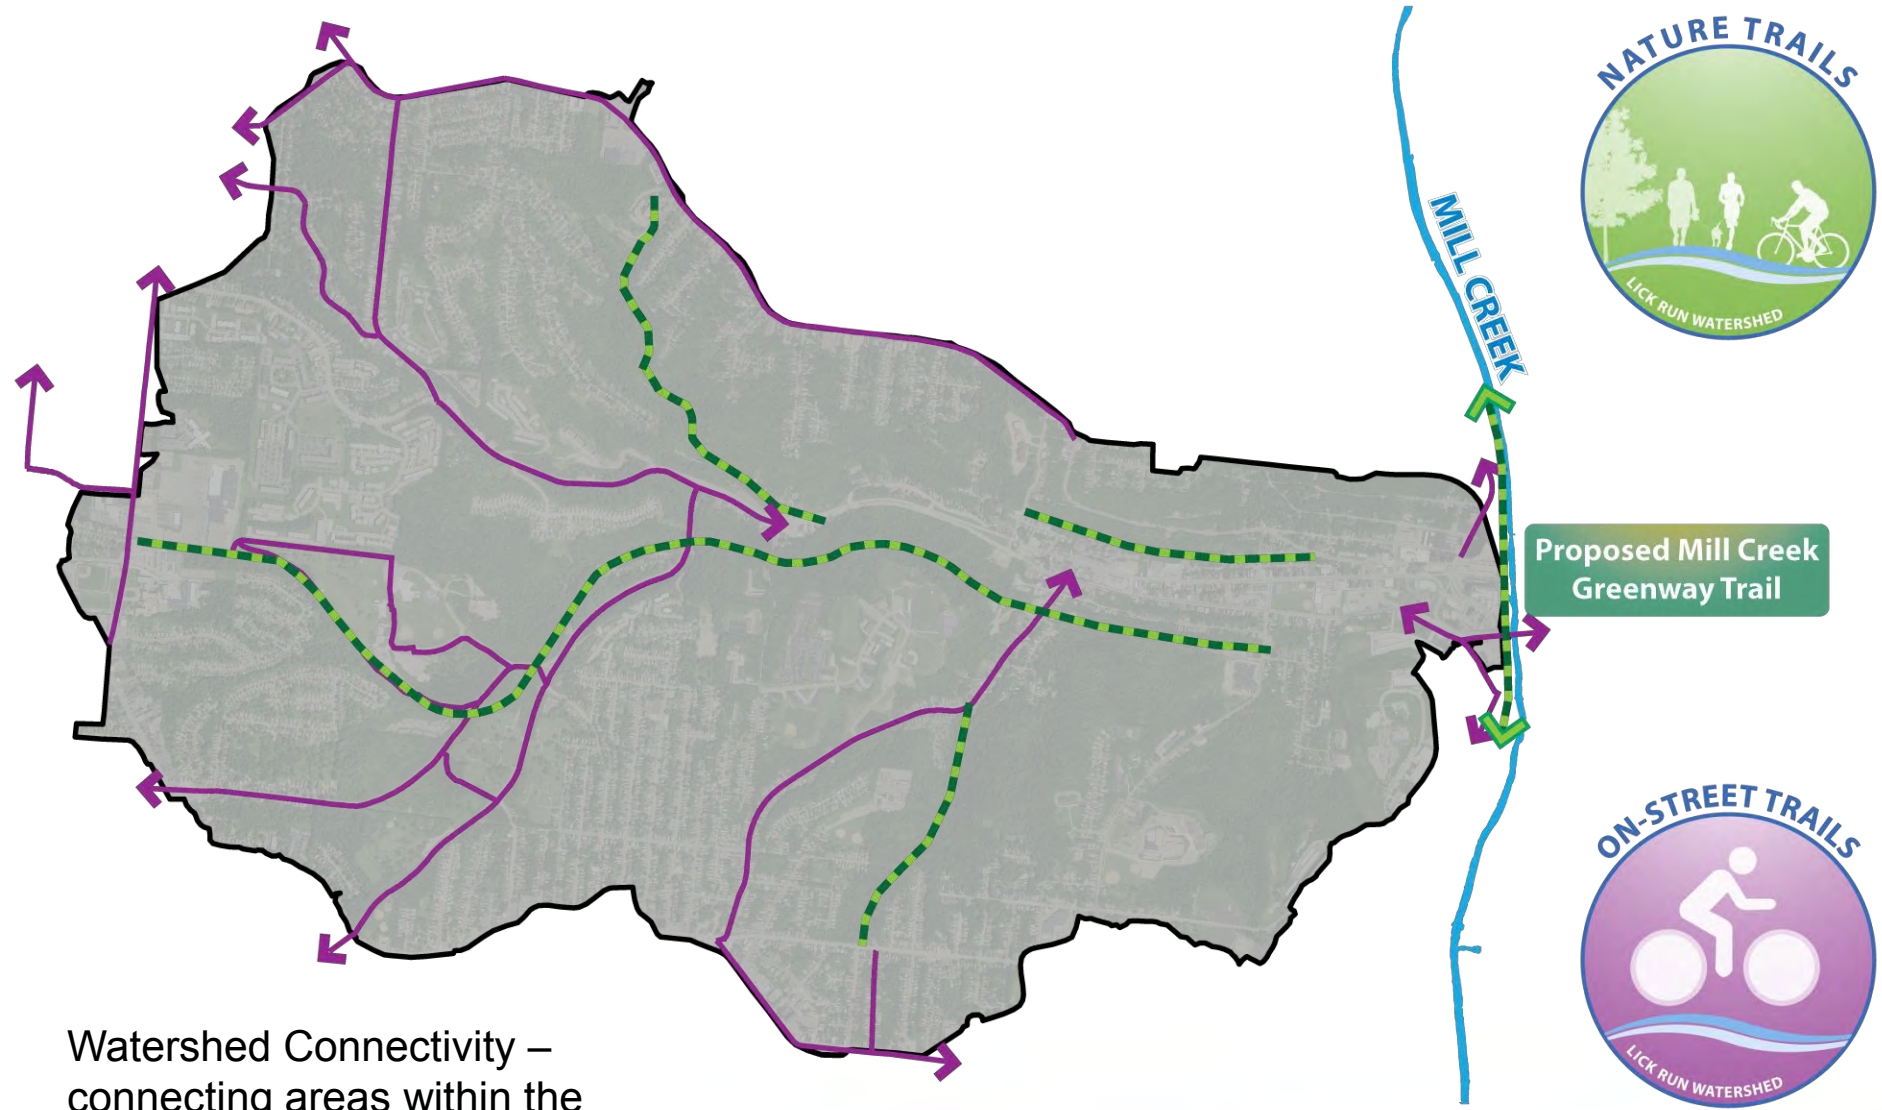 NATURE TRAILS
LICK RUN WATERSHED
MILL CREEK
Proposed Mill Creek
Greenway Trail
ON-STREET TRAILS
LICK RUN WATERSHED
Watershed Connectivity –
connecting areas within the